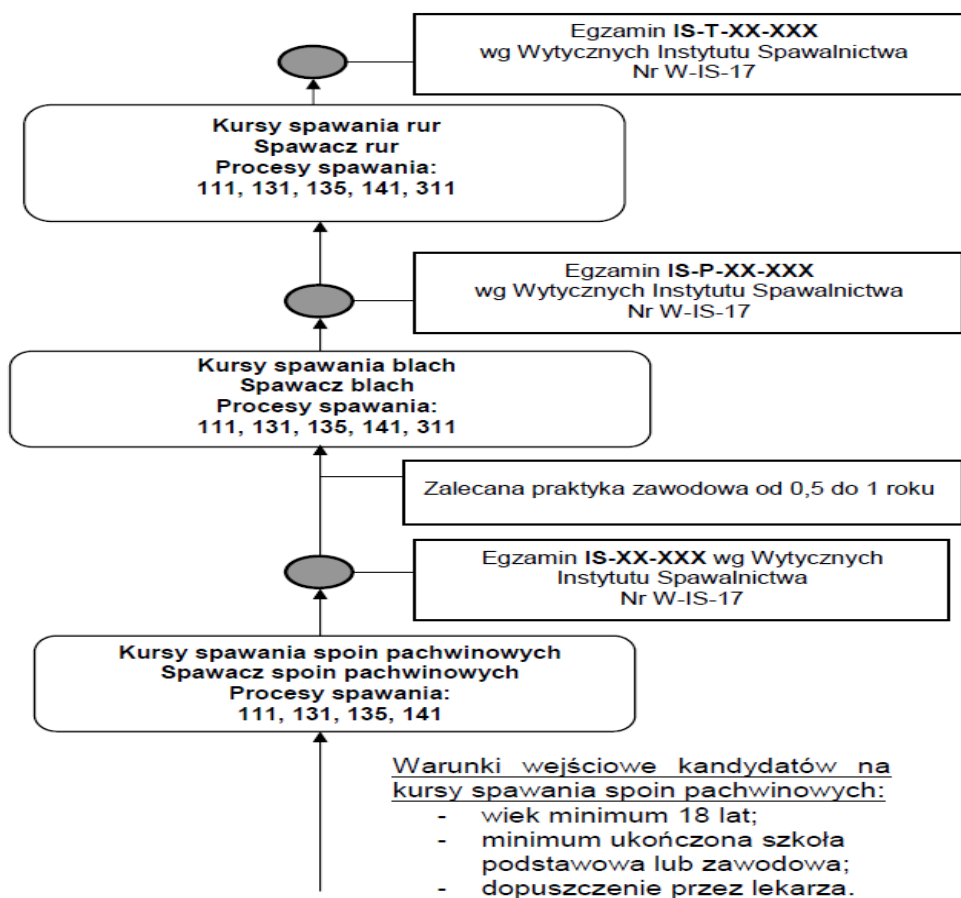 Egzamin IS-T-XX-XXX
wg Wytycznych Instytutu Spawalnictwa
Nr W-IS-17
Kursy spawania rur
Spawacz rur
Procesy spawania:
111, 131, 135, 141, 311
Egzamin IS-P-XX-XXX
wg Wytycznych Instytutu Spawalnictwa
Nr W-IS-17
Kursy spawania blach
Spawacz blach
Procesy spawania:
111, 131, 135, 141, 311
Zalecana praktyka zawodowa od 0,5 do 1 roku
Egzamin IS-XX-XXX wg Wytycznych
Instytutu Spawalnictwa
Nr W-IS-17
Kursy spawania spoin pachwinowych
Spawacz spoin pachwinowych
Procesy spawania:
111, 131, 135, 141
Warunki wejściowe kandydatów na
kursy spawania spoin pachwinowych:
- wiek minimum 18 lat;
- minimum ukończona szkoła
podstawowa lub zawodowa;
- dopuszczenie przez lekarza.